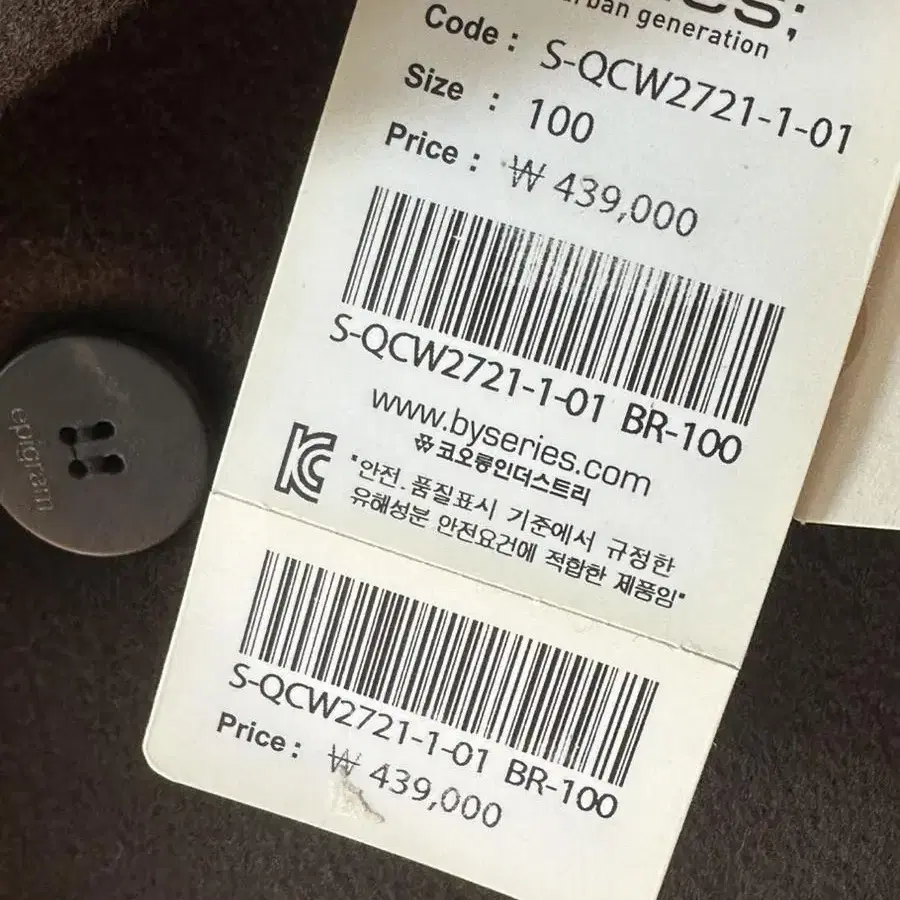 urban generation
Code : S-QCW2721-1-01
Size : 100
Price : ₩ 439,000
S-QCW2721-1-01 BR-100
www.byseries.com
코오롱인더스트리
"안전.품질표시 기준에서 규정한
유해성분 안전요건에 적합한 제품임"
S-QCW2721-1-01 BR-100
Price : ₩ 439,000
epigrain